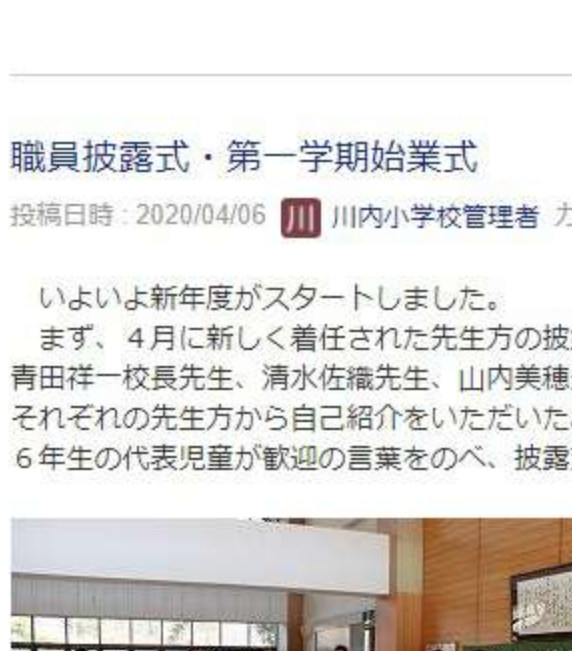 職員披露式・第一学期始業式
投稿日時 : 2020/04/06 川 川内小学校管理者 カ
いよいよ新年度がスタートしました。
まず、４月に新しく着任された先生方の披
青田祥一校長先生、清水佐織先生、山内美穂
それぞれの先生方から自己紹介をいただいた
６年生の代表児童が歓迎の言葉をのべ、披露